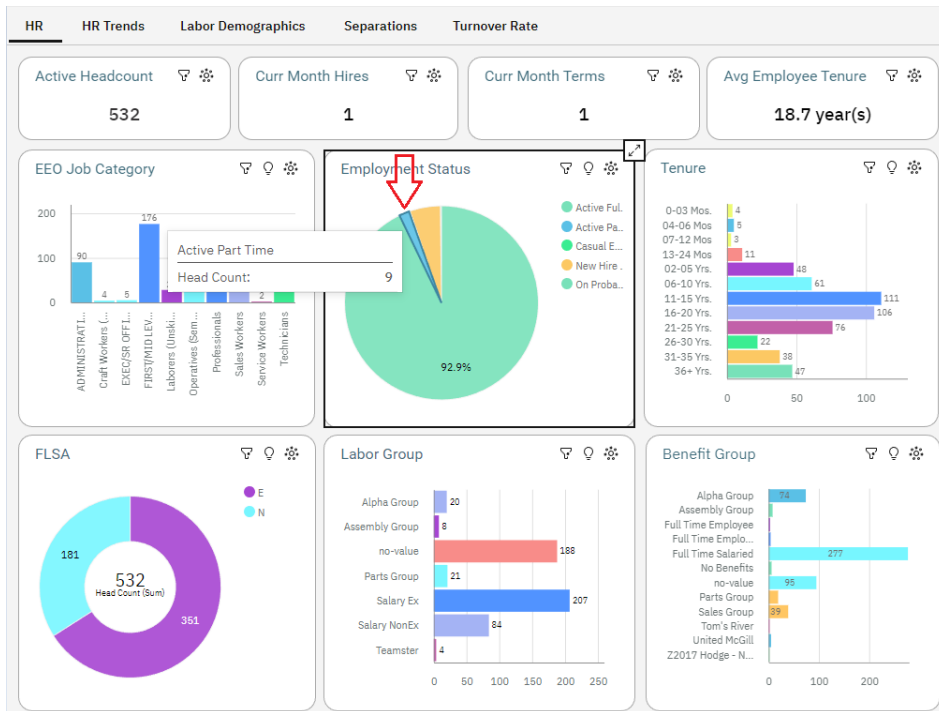 HR HR Trends Labor Demographics Separations Turnover Rate
Active Headcount
532
Curr Month Hires
1
Curr Month Terms
1
Avg Employee Tenure
18.7 year(s)
EEO Job Category
200
100
0
90
4
5
176
2
ADMINISTRATI...
Craft Workers (...
EXEC/SR OFFI...
FIRST/MID LEV...
Laborers (Unski...
Operatives (Sem...
Professionals
Sales Workers
Service Workers
Technicians
Employment Status
Active Part Time
Head Count: 9
92.9%
Active Ful.
Active Pa..
Casual E...
New Hire .
On Proba..
Tenure
0-03 Mos. 4
04-06 Mos 5
07-12 Mos 3
13-24 Mos 11
02-05 Yrs. 48
06-10 Yrs. 61
11-15 Yrs. 111
16-20 Yrs. 106
21-25 Yrs. 76
26-30 Yrs. 22
31-35 Yrs. 38
36+ Yrs. 47
0 50 100
FLSA
E
N
181
532
Head Count (Sum)
351
Labor Group
Alpha Group 20
Assembly Group 8
no-value 188
Parts Group 21
Salary Ex 207
Salary NonEx 84
Teamster 4
0 50 100 150 200 250
Benefit Group
Alpha Group 74
Assembly Group
Full Time Employee
Full Time Emplo...
Full Time Salaried 277
No Benefits
no-value 95
Parts Group
Sales Group 39
Tom's River
United McGill
Z2017 Hodge - N...
0 100 200